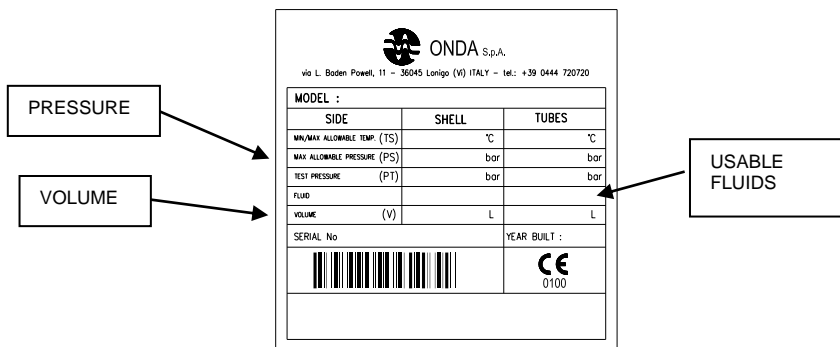 ONDA S.p.A.
via L. Baden Powell, 11 - 36045 Lonigo (VI) ITALY - tel.: +39 0444 720720
MODEL :
SIDE SHELL TUBES
MIN/MAX ALLOWABLE TEMP. (TS) °C °C
PRESSURE
MAX ALLOWABLE PRESSURE (PS) bar bar
TEST PRESSURE (PT) bar bar
USABLE
FLUIDS
FLUID
VOLUME
VOLUME (V) L L
SERIAL No YEAR BUILT :
CE
0100